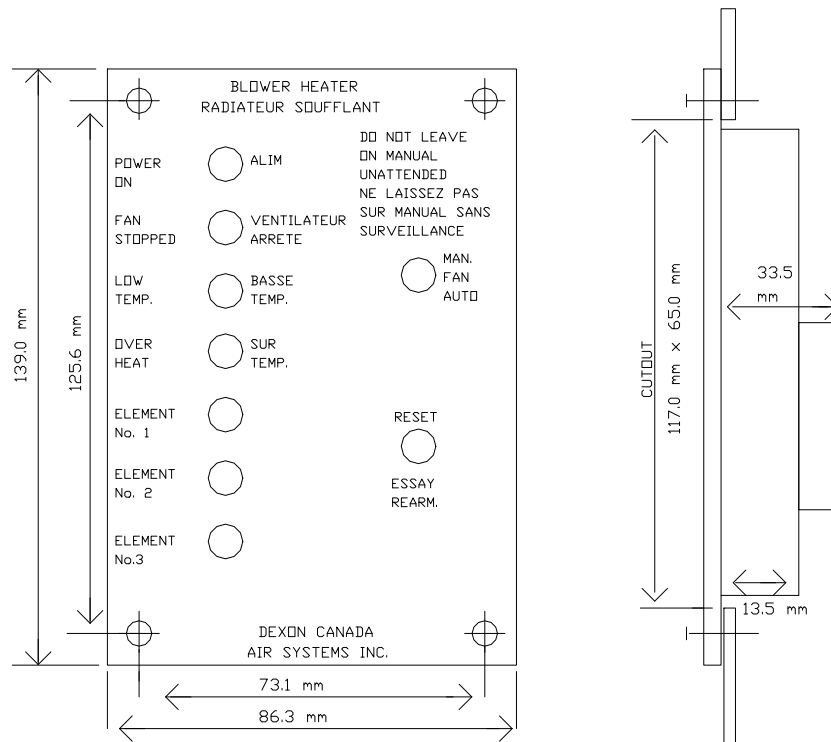 BLOWER HEATER
RADIATEUR SOUFFLANT
DO NOT LEAVE
ON MANUAL
UNATTENDED
NE LAISSEZ PAS
SUR MANUAL SANS
SURVEILLANCE
POWER
ON
ALIM
FAN
STOPPED
VENTILATEUR
ARRETE
LOW
TEMP.
BASSE
TEMP.
MAN.
FAN
AUTO
OVER
HEAT
SUR
TEMP.
ELEMENT
No. 1
RESET
ELEMENT
No. 2
ESSAY
REARM.
ELEMENT
No.3
DEXON CANADA
AIR SYSTEMS INC.
139.0 mm
125.6 mm
73.1 mm
86.3 mm
CUTOUT
117.0 mm x 65.0 mm
33.5
mm
13.5 mm